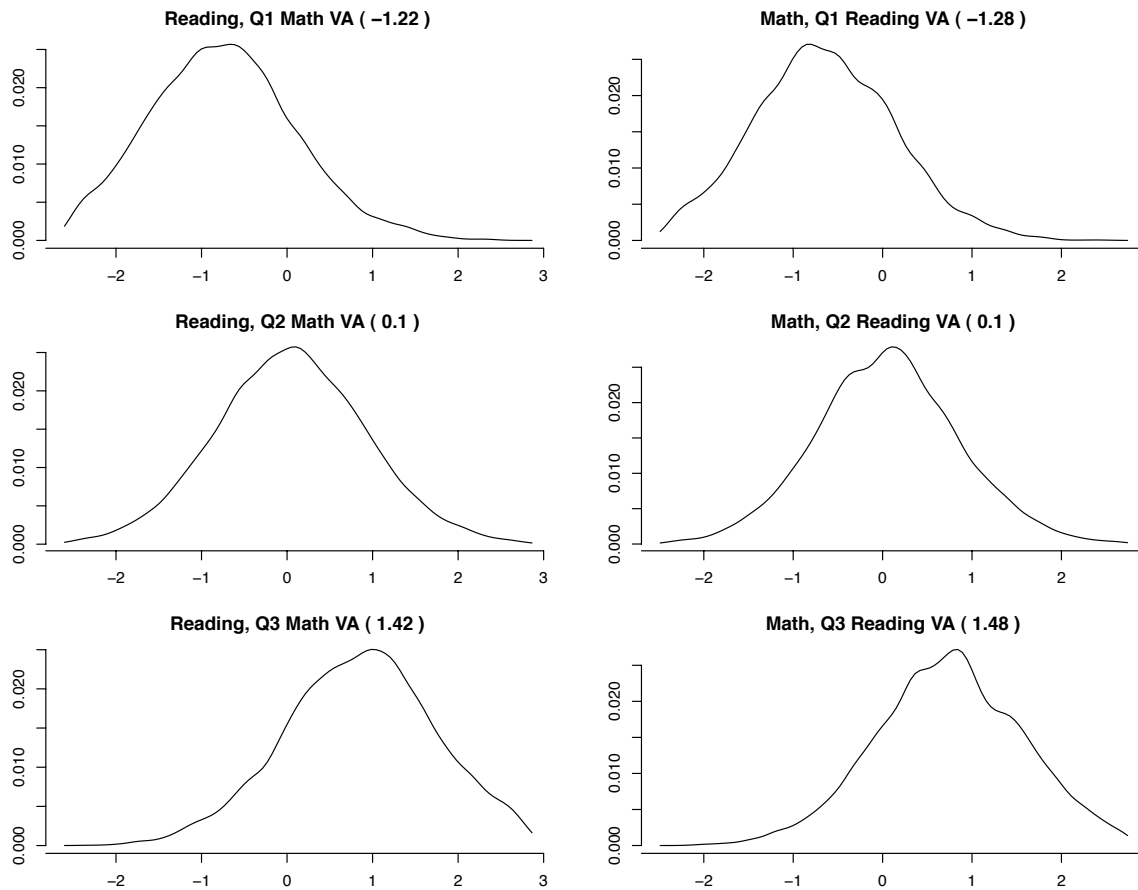 Reading, Q1 Math VA ( −1.22 )
0.000 0.010 0.020
−2 −1 0 1 2 3
Math, Q1 Reading VA ( −1.28 )
0.000 0.010 0.020
−2 −1 0 1 2
Reading, Q2 Math VA ( 0.1 )
0.000 0.010 0.020
−2 −1 0 1 2 3
Math, Q2 Reading VA ( 0.1 )
0.000 0.010 0.020
−2 −1 0 1 2
Reading, Q3 Math VA ( 1.42 )
0.000 0.010 0.020
−2 −1 0 1 2 3
Math, Q3 Reading VA ( 1.48 )
0.000 0.010 0.020
−2 −1 0 1 2